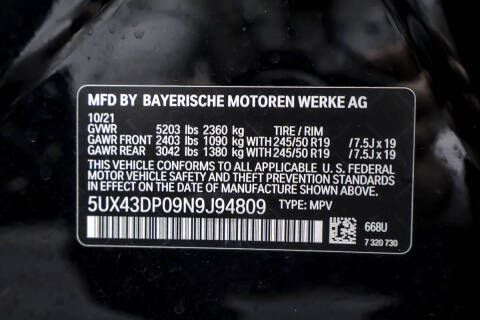 MFD BY BAYERISCHE MOTOREN WERKE AG
10/21
GVWR 5203 lbs 2360 kg TIRE / RIM
GAWR FRONT 2403 lbs 1090 kg WITH 245/50 R19 /7.5J x 19
GAWR REAR 3042 lbs 1380 kg WITH 245/50 R19 /7.5J x 19
THIS VEHICLE CONFORMS TO ALL APPLICABLE U. S. FEDERAL
SAFETY AND THEFT PREVENTION STANDARDS IN EFFECT ON
THE DATE OF MANUFACTURE SHOWN ABOVE.
5UX43DP09N9J94809 TYPE: MPV
668U
7 320 730